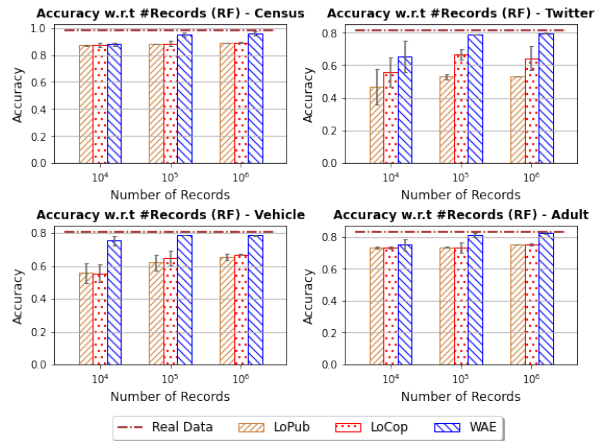 Accuracy w.r.t #Records (RF) - Census
Accuracy
1.0
0.8
0.6
0.4
0.2
0.0
10⁴
10⁵
10⁶
Number of Records
Accuracy w.r.t #Records (RF) - Twitter
Accuracy
0.8
0.6
0.4
0.2
0.0
10⁴
10⁵
10⁶
Number of Records
Accuracy w.r.t #Records (RF) - Vehicle
Accuracy
0.8
0.6
0.4
0.2
0.0
10⁴
10⁵
10⁶
Number of Records
Accuracy w.r.t #Records (RF) - Adult
Accuracy
0.8
0.6
0.4
0.2
0.0
10⁴
10⁵
10⁶
Number of Records
Real Data LoPub LoCop WAE